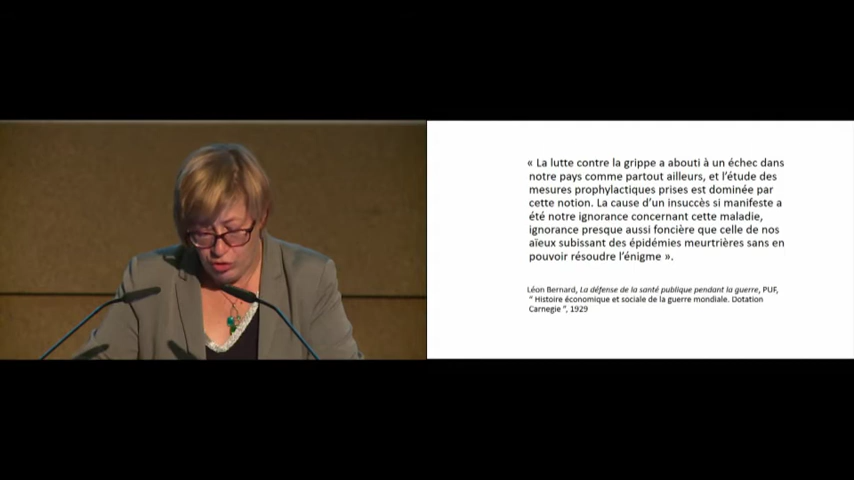 « La lutte contre la grippe a abouti à un échec dans
notre pays comme partout ailleurs, et l'étude des
mesures prophylactiques prises est dominée par
cette notion. La cause d'un insuccès si manifeste a
été notre ignorance concernant cette maladie,
ignorance presque aussi foncière que celle de nos
aïeux subissant des épidémies meurtrières sans en
pouvoir résoudre l'énigme ».
Léon Bernard, La défense de la santé publique pendant la guerre, PUF,
" Histoire économique et sociale de la guerre mondiale. Dotation
Carnegie ", 1929